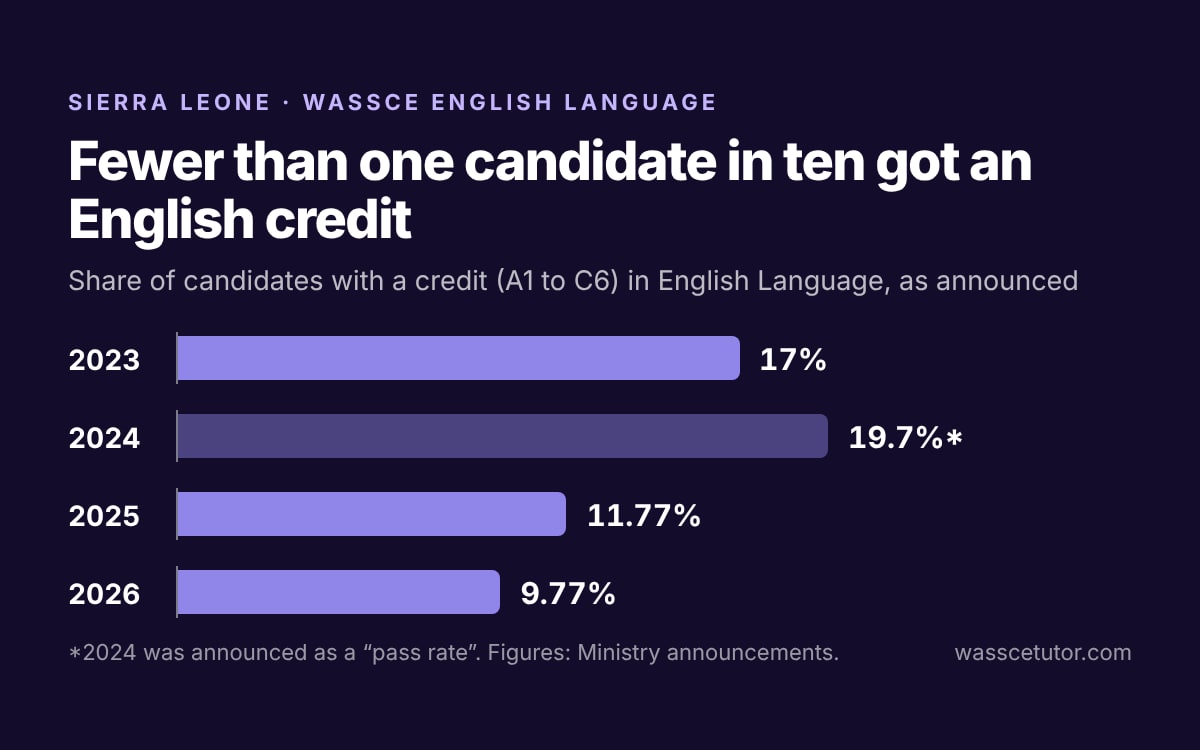 SIERRA LEONE · WASSCE ENGLISH LANGUAGE
Fewer than one candidate in ten got an
English credit
Share of candidates with a credit (A1 to C6) in English Language, as announced
2023 17%
2024 19.7%*
2025 11.77%
2026 9.77%
*2024 was announced as a “pass rate”. Figures: Ministry announcements. wasscetutor.com